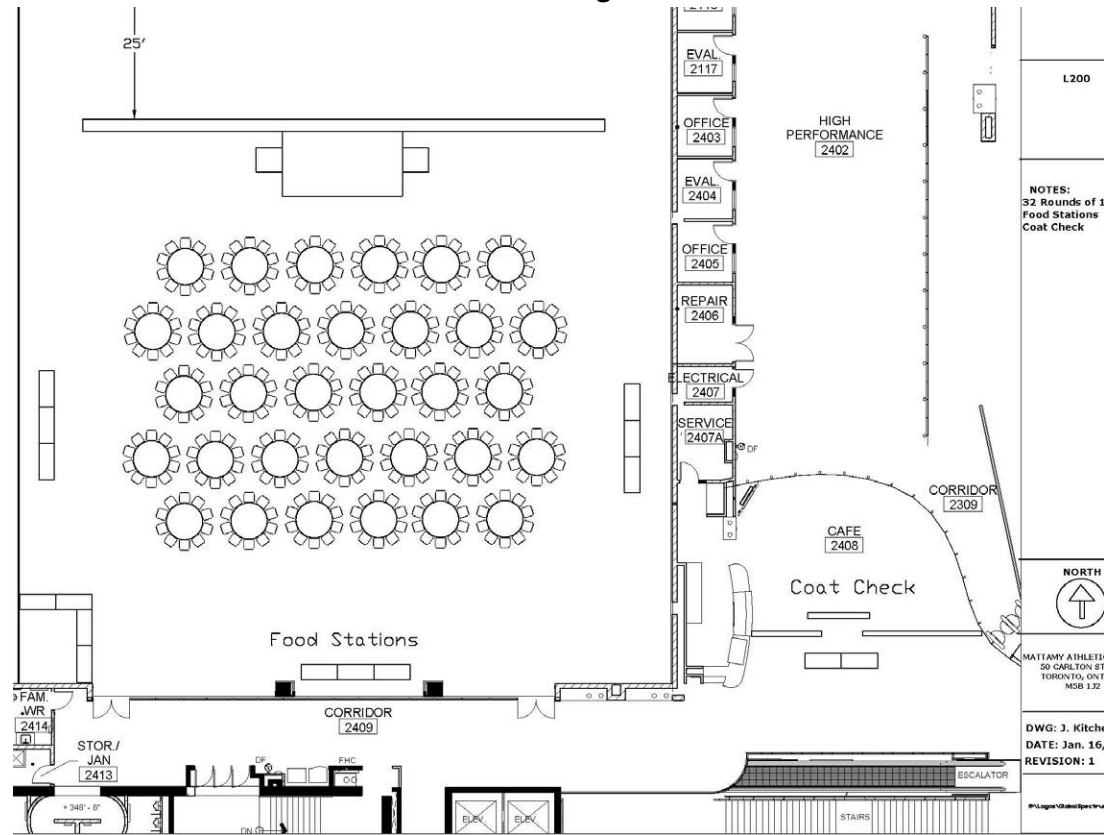 25'
EVAL.
2117
OFFICE
2403
EVAL.
2404
OFFICE
2405
REPAIR
2406
ELECTRICAL
2407
SERVICE
2407A
DF
HIGH
PERFORMANCE
2402
CORRIDOR
2309
CAFE
2408
Coat Check
Food Stations
CORRIDOR
2409
FAM.
WR
2414
STOR./
JAN
2413
+ 348' - 6"
DF
FHC
DN
ELEV.
ELEV.
ESCALATOR
STAIRS
L200
NOTES:
32 Rounds of 1
Food Stations
Coat Check
NORTH
MATTAMY ATHLETI
50 CARLTON ST
TORONTO, ONT
M5B 1J2
DWG: J. Kitche
DATE: Jan. 16,
REVISION: 1